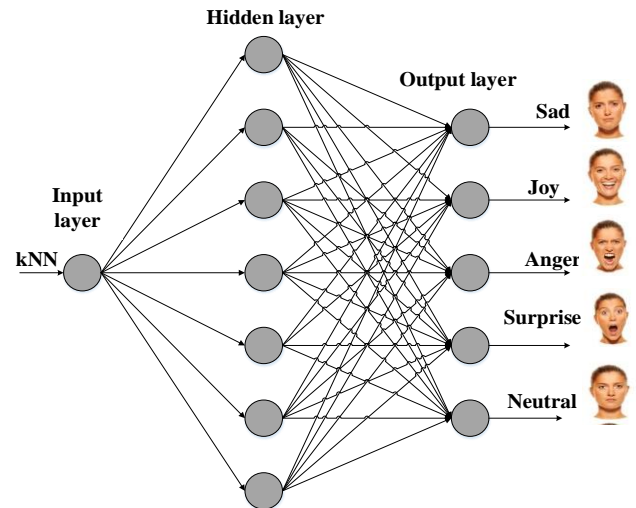 Hidden layer
Output layer
Sad
Joy
Input
layer
kNN
Anger
Surprise
Neutral